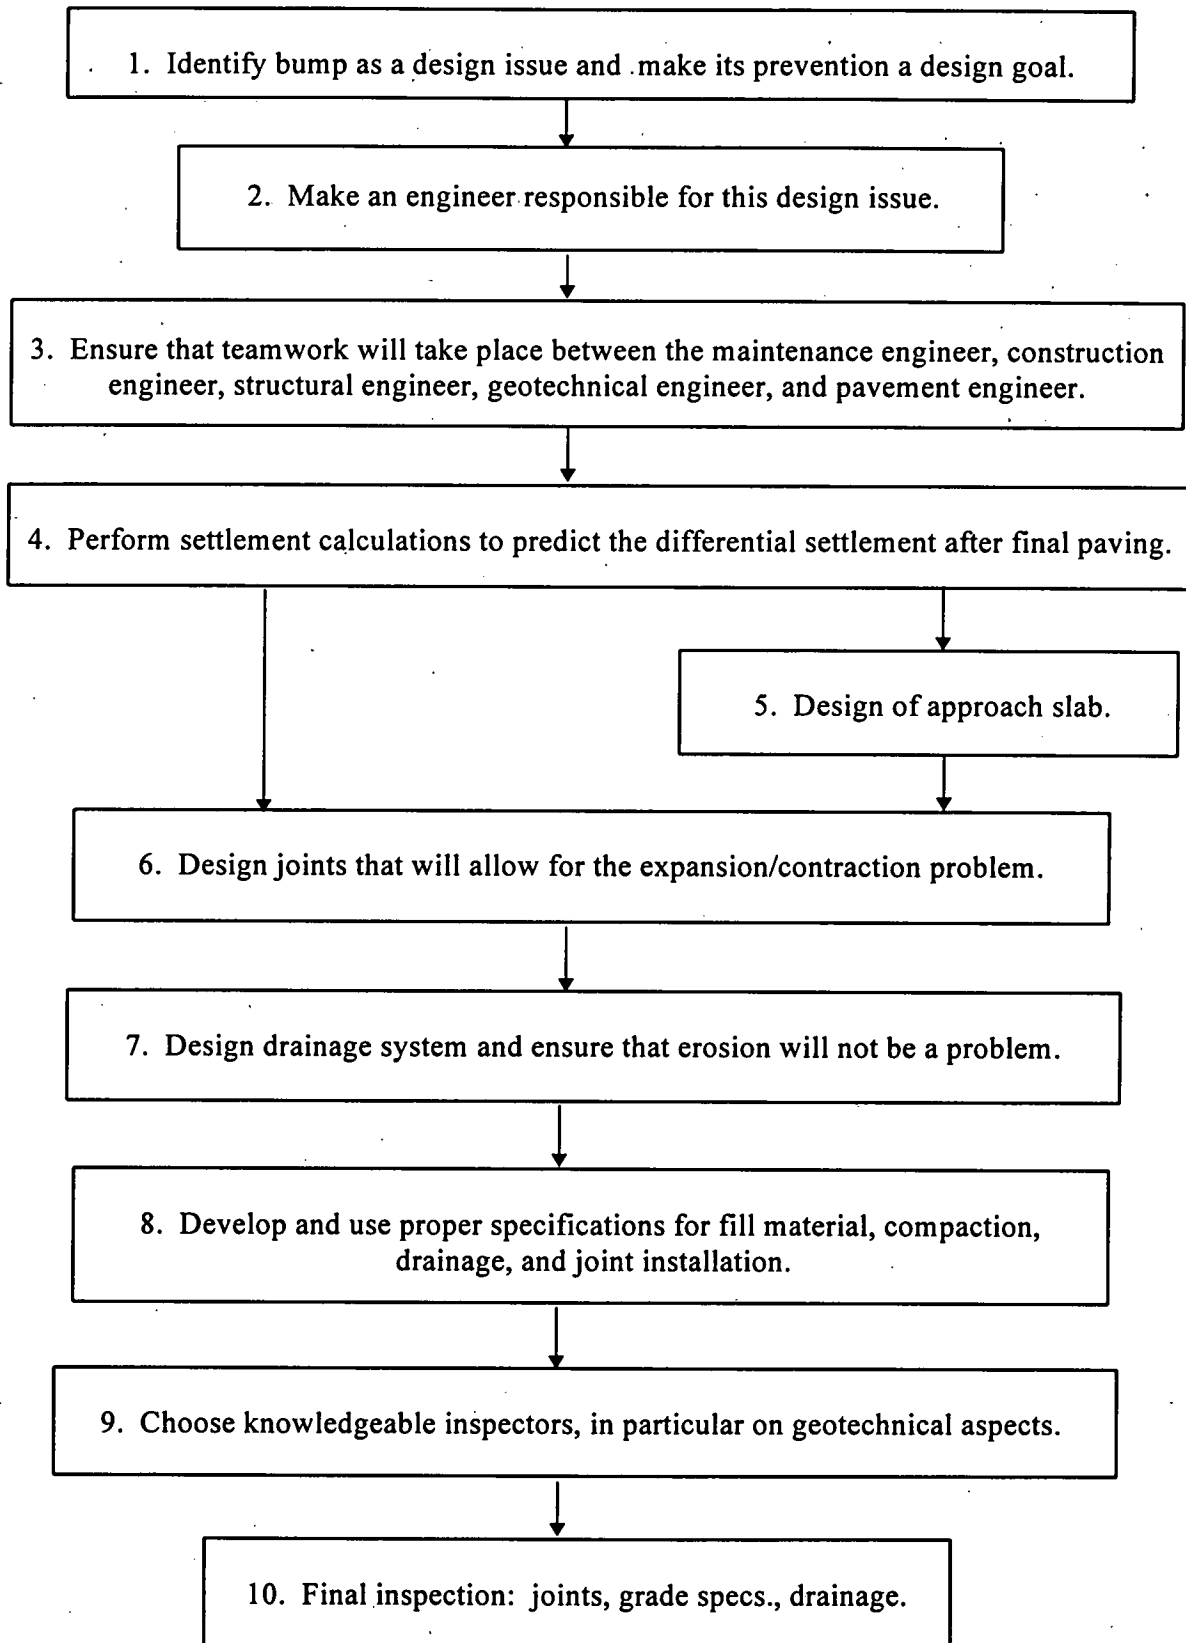 1. Identify bump as a design issue and make its prevention a design goal.
2. Make an engineer responsible for this design issue.
3. Ensure that teamwork will take place between the maintenance engineer, construction
engineer, structural engineer, geotechnical engineer, and pavement engineer.
4. Perform settlement calculations to predict the differential settlement after final paving.
5. Design of approach slab.
6. Design joints that will allow for the expansion/contraction problem.
7. Design drainage system and ensure that erosion will not be a problem.
8. Develop and use proper specifications for fill material, compaction,
drainage, and joint installation.
9. Choose knowledgeable inspectors, in particular on geotechnical aspects.
10. Final inspection: joints, grade specs., drainage.